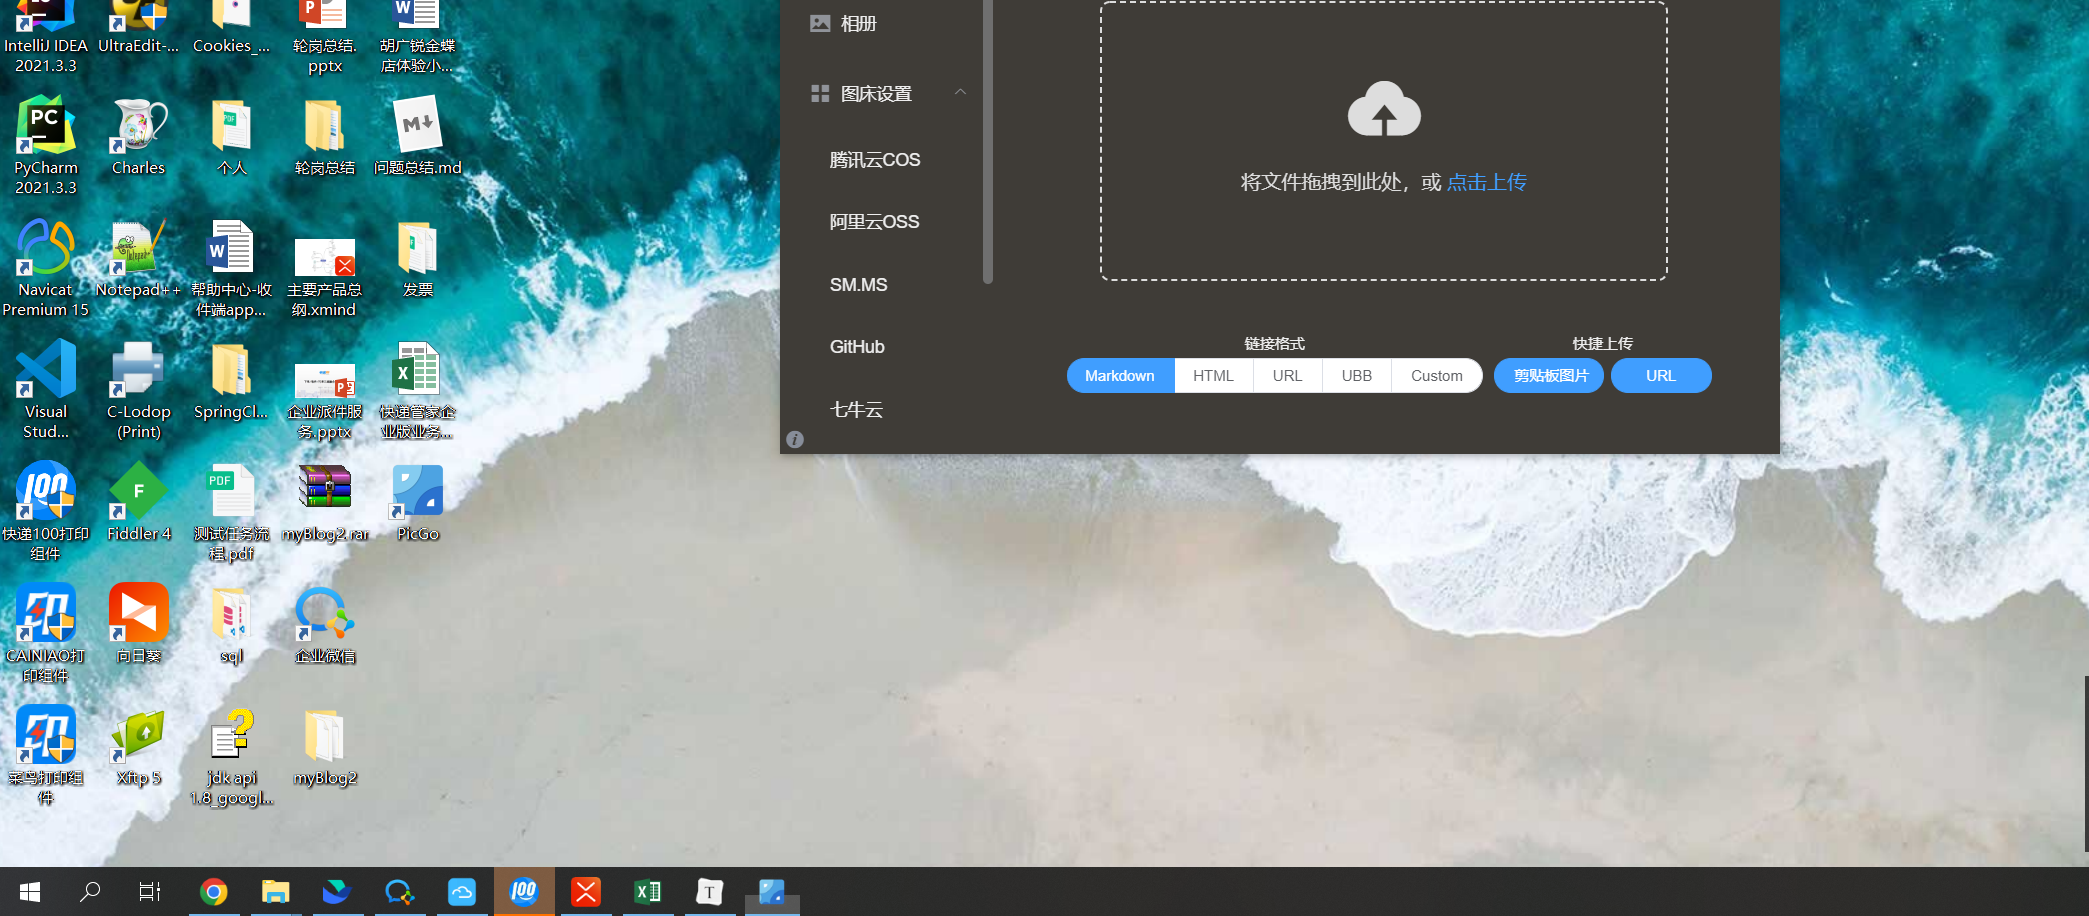 IntelliJ IDEA
2021.3.3
UltraEdit-...
Cookies_...
轮岗总结.
pptx
胡广锐金蝶
店体验小...
PyCharm
2021.3.3
Charles
个人
轮岗总结
问题总结.md
Navicat
Premium 15
Notepad++
帮助中心-收
件端app...
主要产品总
纲.xmind
发票
Visual
Stud...
C-Lodop
(Print)
SpringCl...
企业派件服
务.pptx
快递管家企
业版业务...
快递100打印
组件
Fiddler 4
测试任务流
程.pdf
myBlog2.rar
PicGo
CAINIAO打
印组件
向日葵
sql
企业微信
菜鸟打印组
件
Xftp 5
jdk api
1.8_googl...
myBlog2
相册
图床设置
腾讯云COS
阿里云OSS
SM.MS
GitHub
七牛云
将文件拖拽到此处，或 点击上传
链接格式
快捷上传
Markdown
HTML
URL
UBB
Custom
剪贴板图片
URL